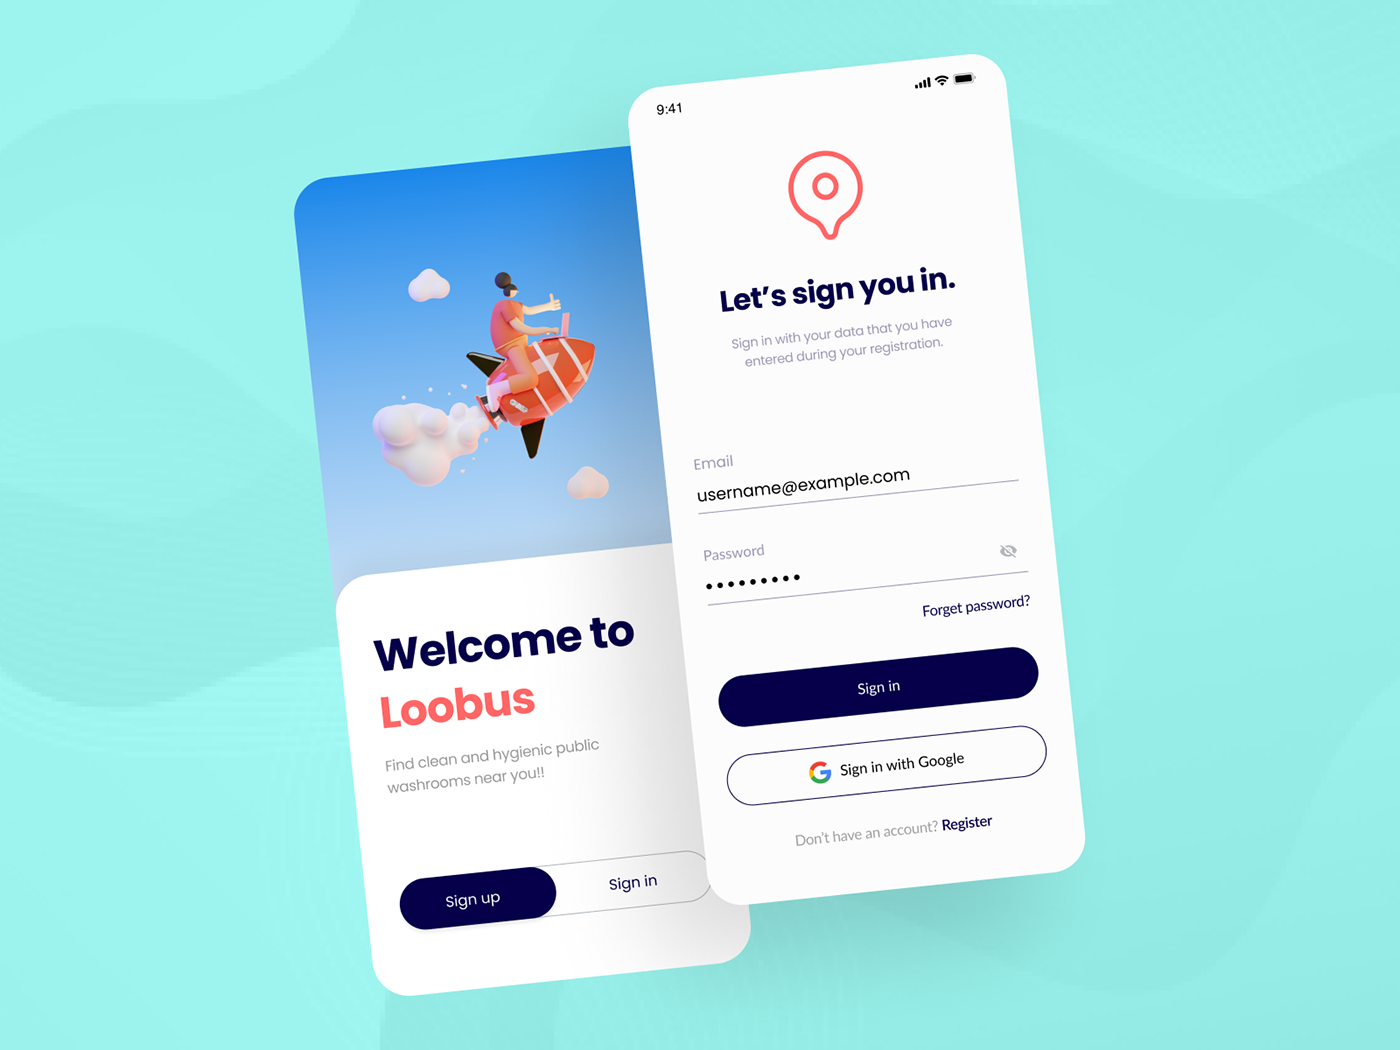 Welcome to
Loobus
Find clean and hygienic public
washrooms near you!!
Sign up
Sign in
9:41
Let's sign you in.
Sign in with your data that you have
entered during your registration.
Email
username@example.com
Password
•••••••••
Forget password?
Sign in
Sign in with Google
Don't have an account? Register